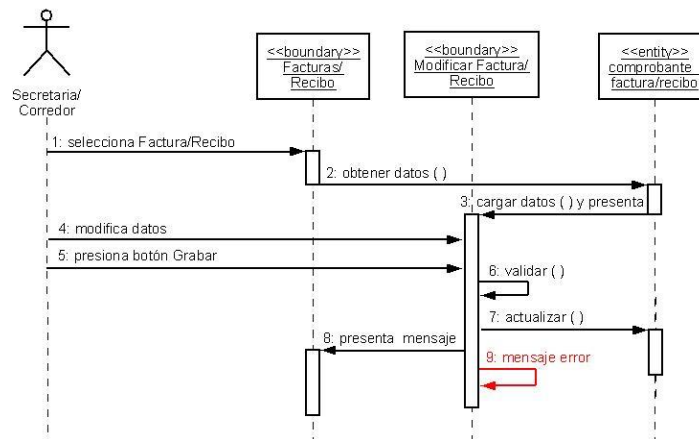 <<boundary>>
Facturas/
Recibo
<<boundary>>
Modificar Factura/
Recibo
<<entity>>
comprobante
factura/recibo
Secretaria/
Corredor
1: selecciona Factura/Recibo
2: obtener datos ( )
3: cargar datos ( ) y presenta
4: modifica datos
5: presiona botón Grabar
6: validar ( )
7: actualizar ( )
8: presenta mensaje
9: mensaje error